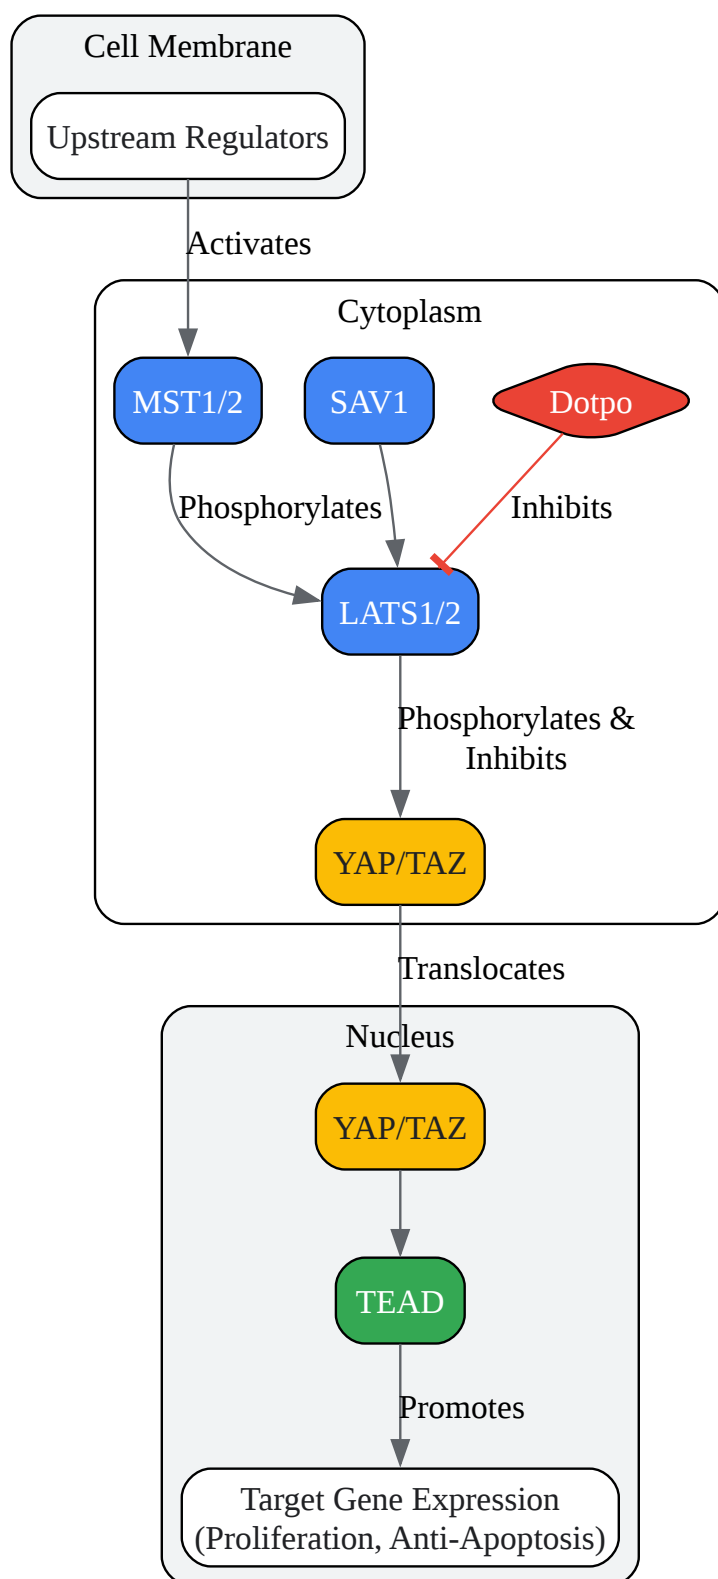 Cell Membrane
Upstream Regulators
Activates
Cytoplasm
MST1/2
SAV1
Dotpo
Phosphorylates
Inhibits
LATS1/2
Phosphorylates &
Inhibits
YAP/TAZ
Translocates
Nucleus
YAP/TAZ
TEAD
Promotes
Target Gene Expression
(Proliferation, Anti-Apoptosis)